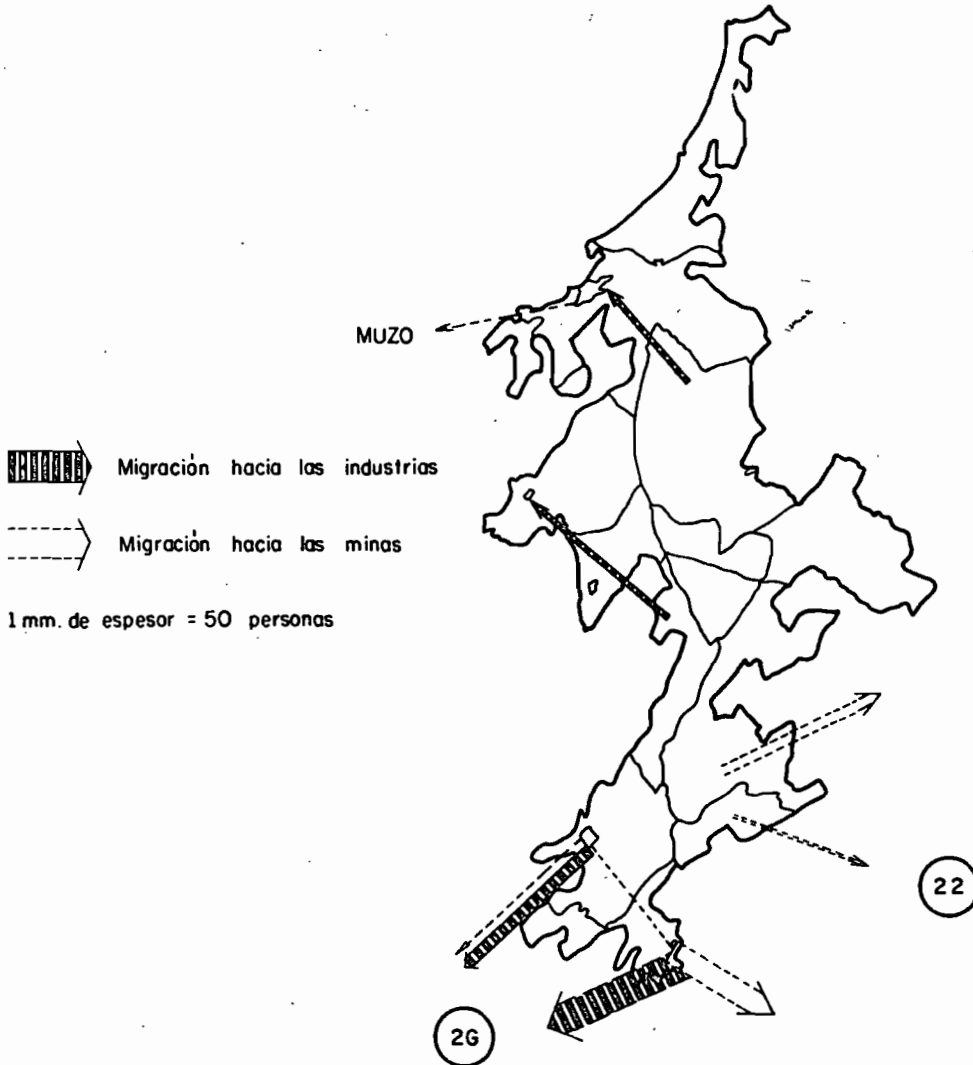 MUZO
Migración hacia las industrias
Migración hacia las minas
1 mm. de espesor = 50 personas
22
2G